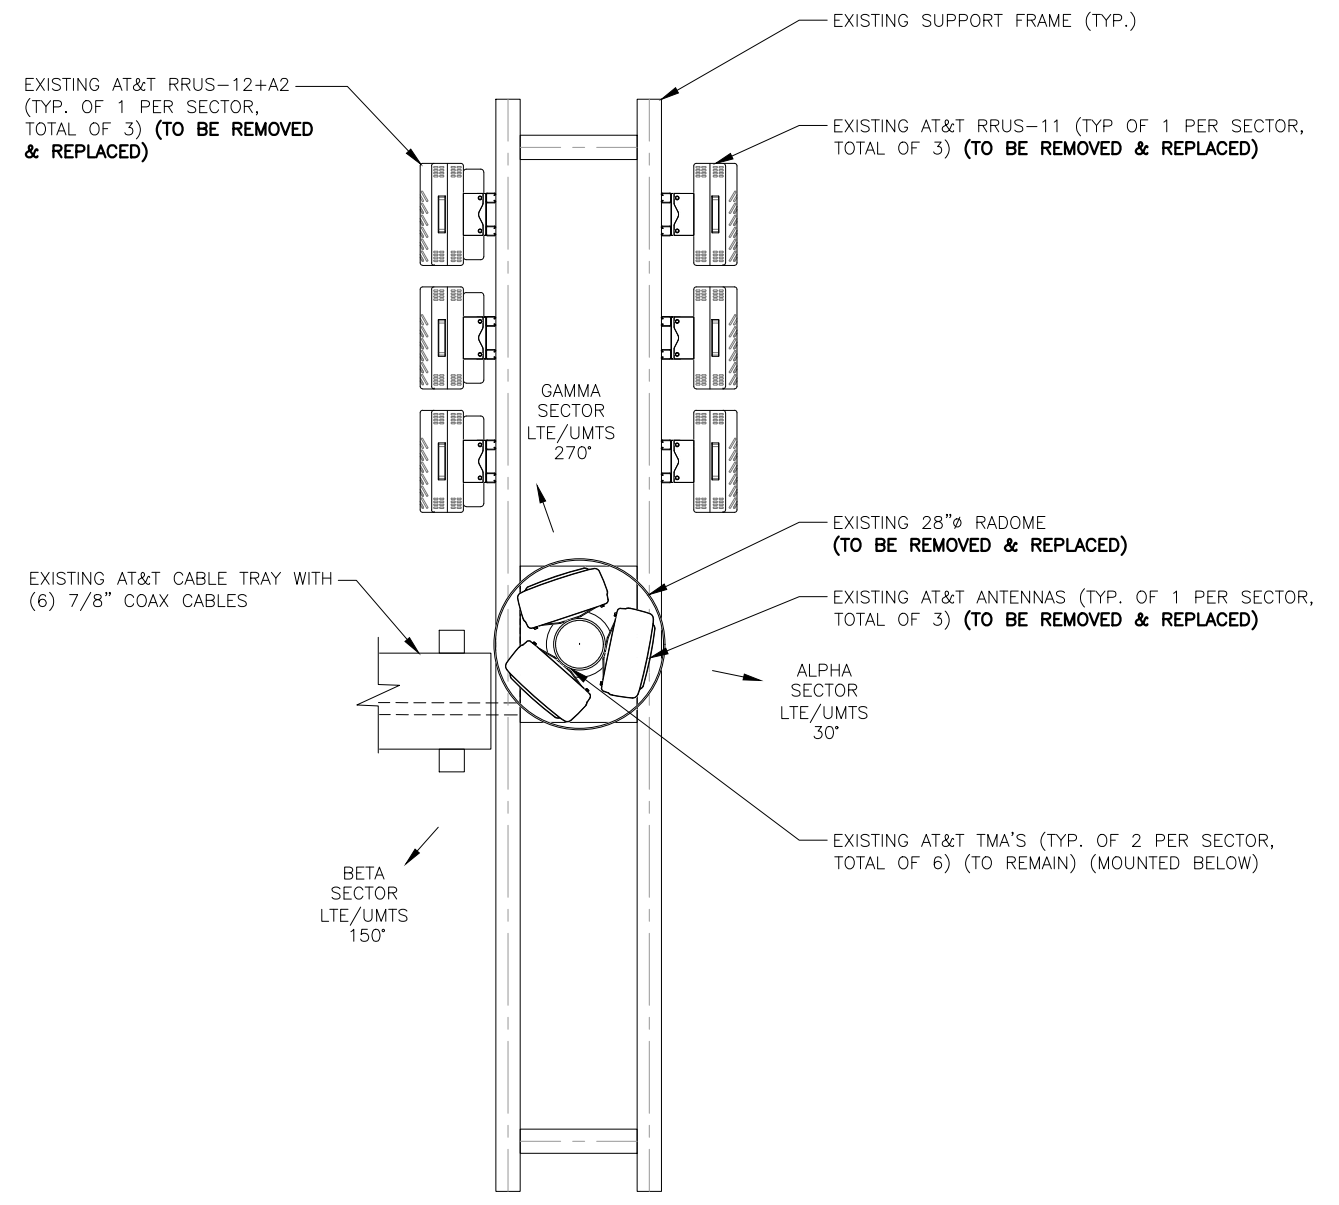 EXISTING SUPPORT FRAME (TYP.)
EXISTING AT&T RRUS-12+A2
(TYP. OF 1 PER SECTOR,
TOTAL OF 3) (TO BE REMOVED
& REPLACED)
EXISTING AT&T RRUS-11 (TYP OF 1 PER SECTOR,
TOTAL OF 3) (TO BE REMOVED & REPLACED)
GAMMA
SECTOR
LTE/UMTS
270°
EXISTING 28"ø RADOME
(TO BE REMOVED & REPLACED)
EXISTING AT&T CABLE TRAY WITH
(6) 7/8" COAX CABLES
EXISTING AT&T ANTENNAS (TYP. OF 1 PER SECTOR,
TOTAL OF 3) (TO BE REMOVED & REPLACED)
ALPHA
SECTOR
LTE/UMTS
30°
EXISTING AT&T TMA'S (TYP. OF 2 PER SECTOR,
TOTAL OF 6) (TO REMAIN) (MOUNTED BELOW)
BETA
SECTOR
LTE/UMTS
150°